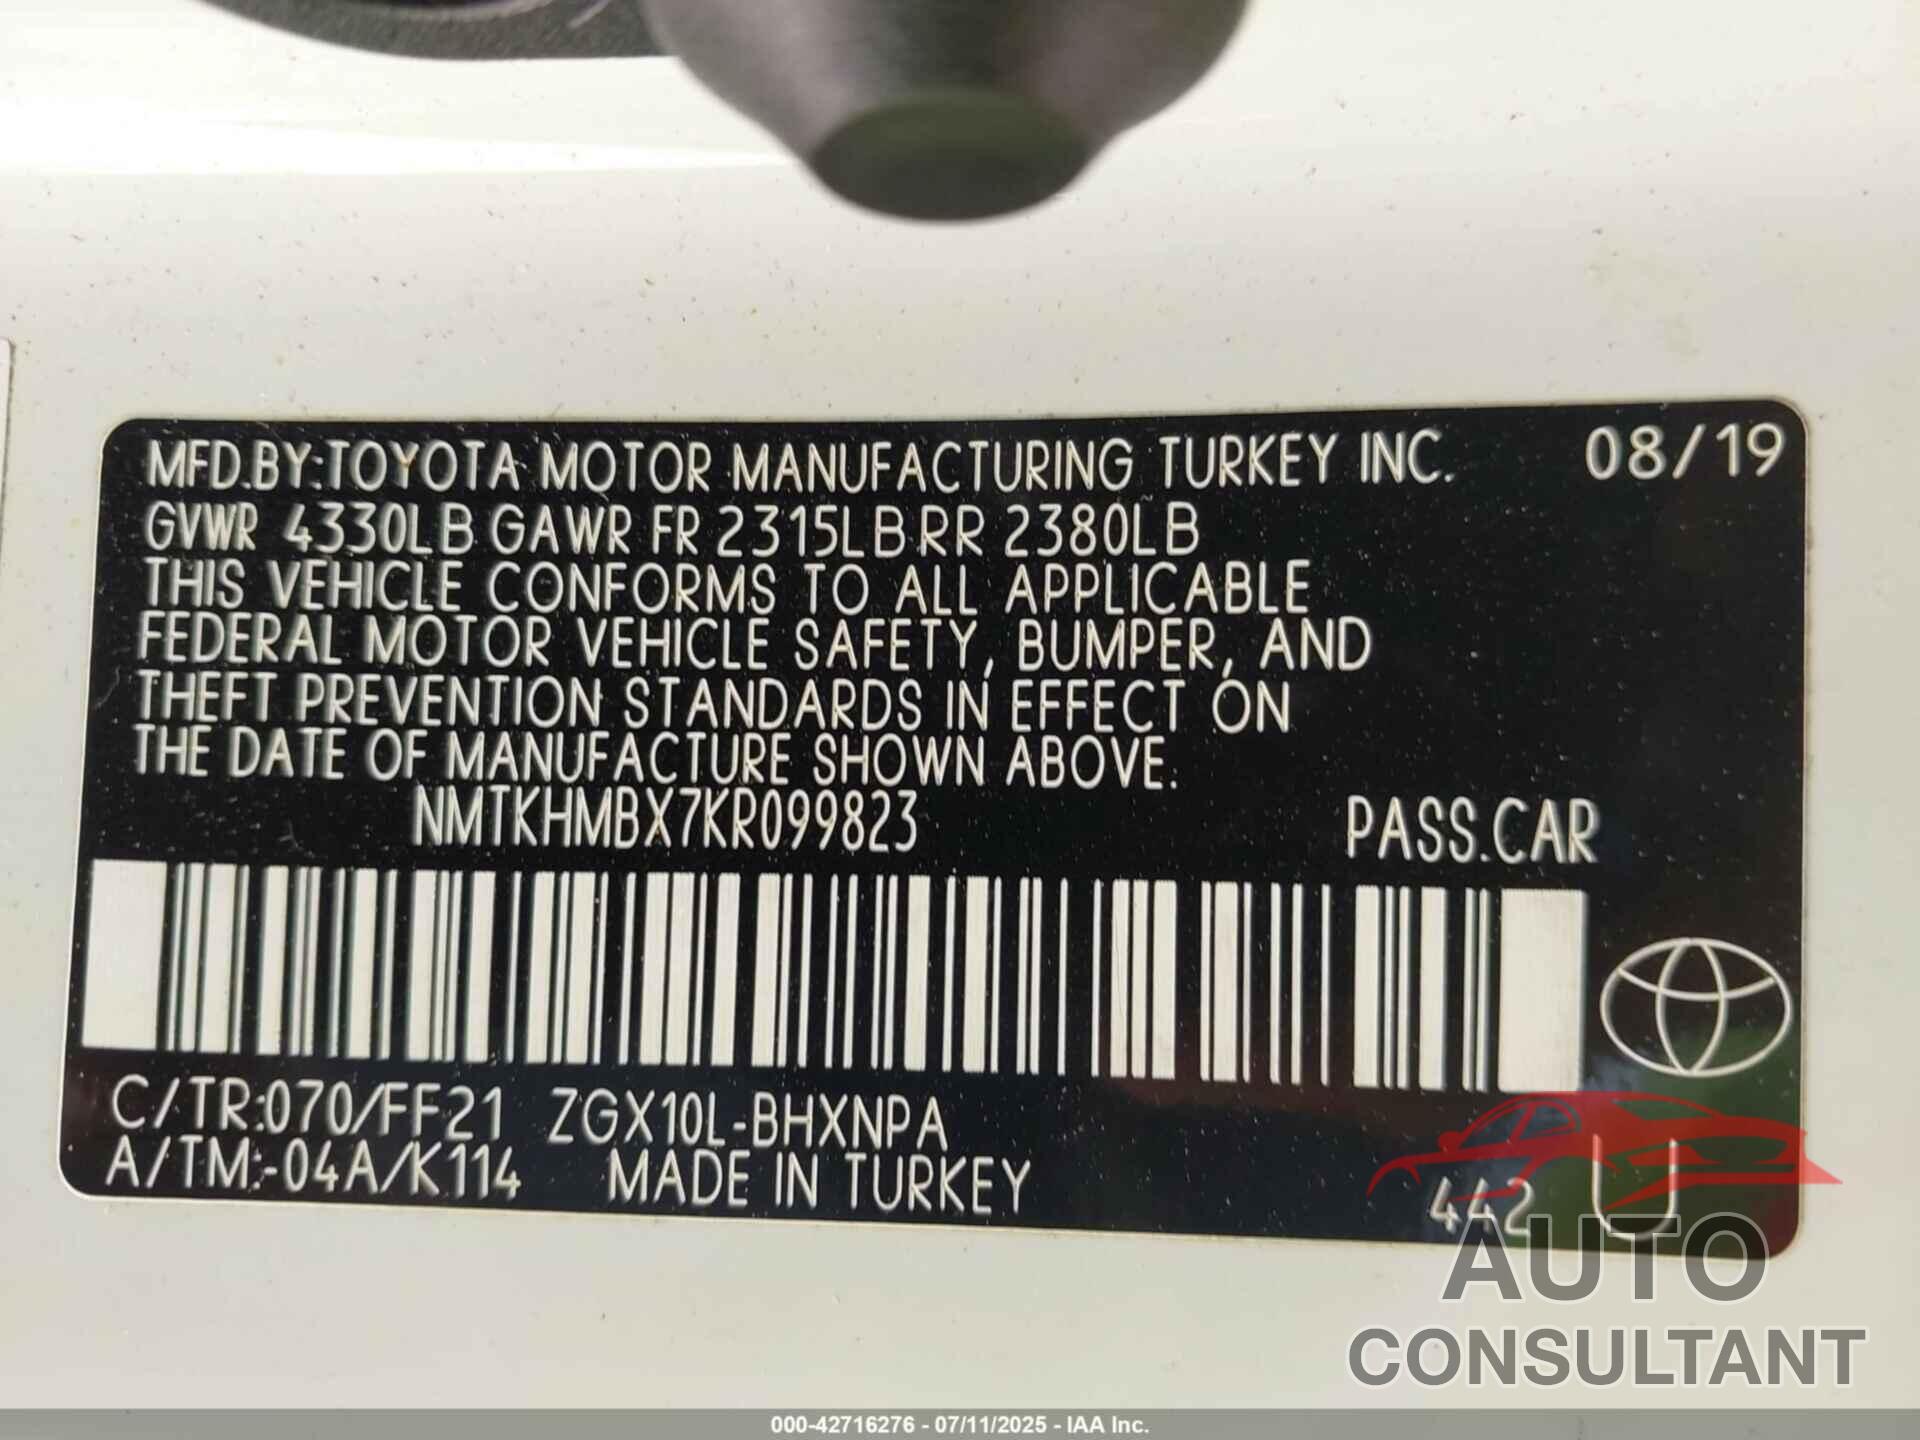 MFD.BY:TOYOTA MOTOR MANUFACTURING TURKEY INC. 08/19
GVWR 4330LB GAWR FR 2315LB RR 2380LB
THIS VEHICLE CONFORMS TO ALL APPLICABLE
FEDERAL MOTOR VEHICLE SAFETY, BUMPER, AND
THEFT PREVENTION STANDARDS IN EFFECT ON
THE DATE OF MANUFACTURE SHOWN ABOVE.
NMTKHMBX7KR099823 PASS.CAR
C/TR:070/FF21 ZGX10L-BHXNPA
A/TM:-04A/K114 MADE IN TURKEY 442 U
AUTO
CONSULTANT
000-42716276 - 07/11/2025 - IAA Inc.